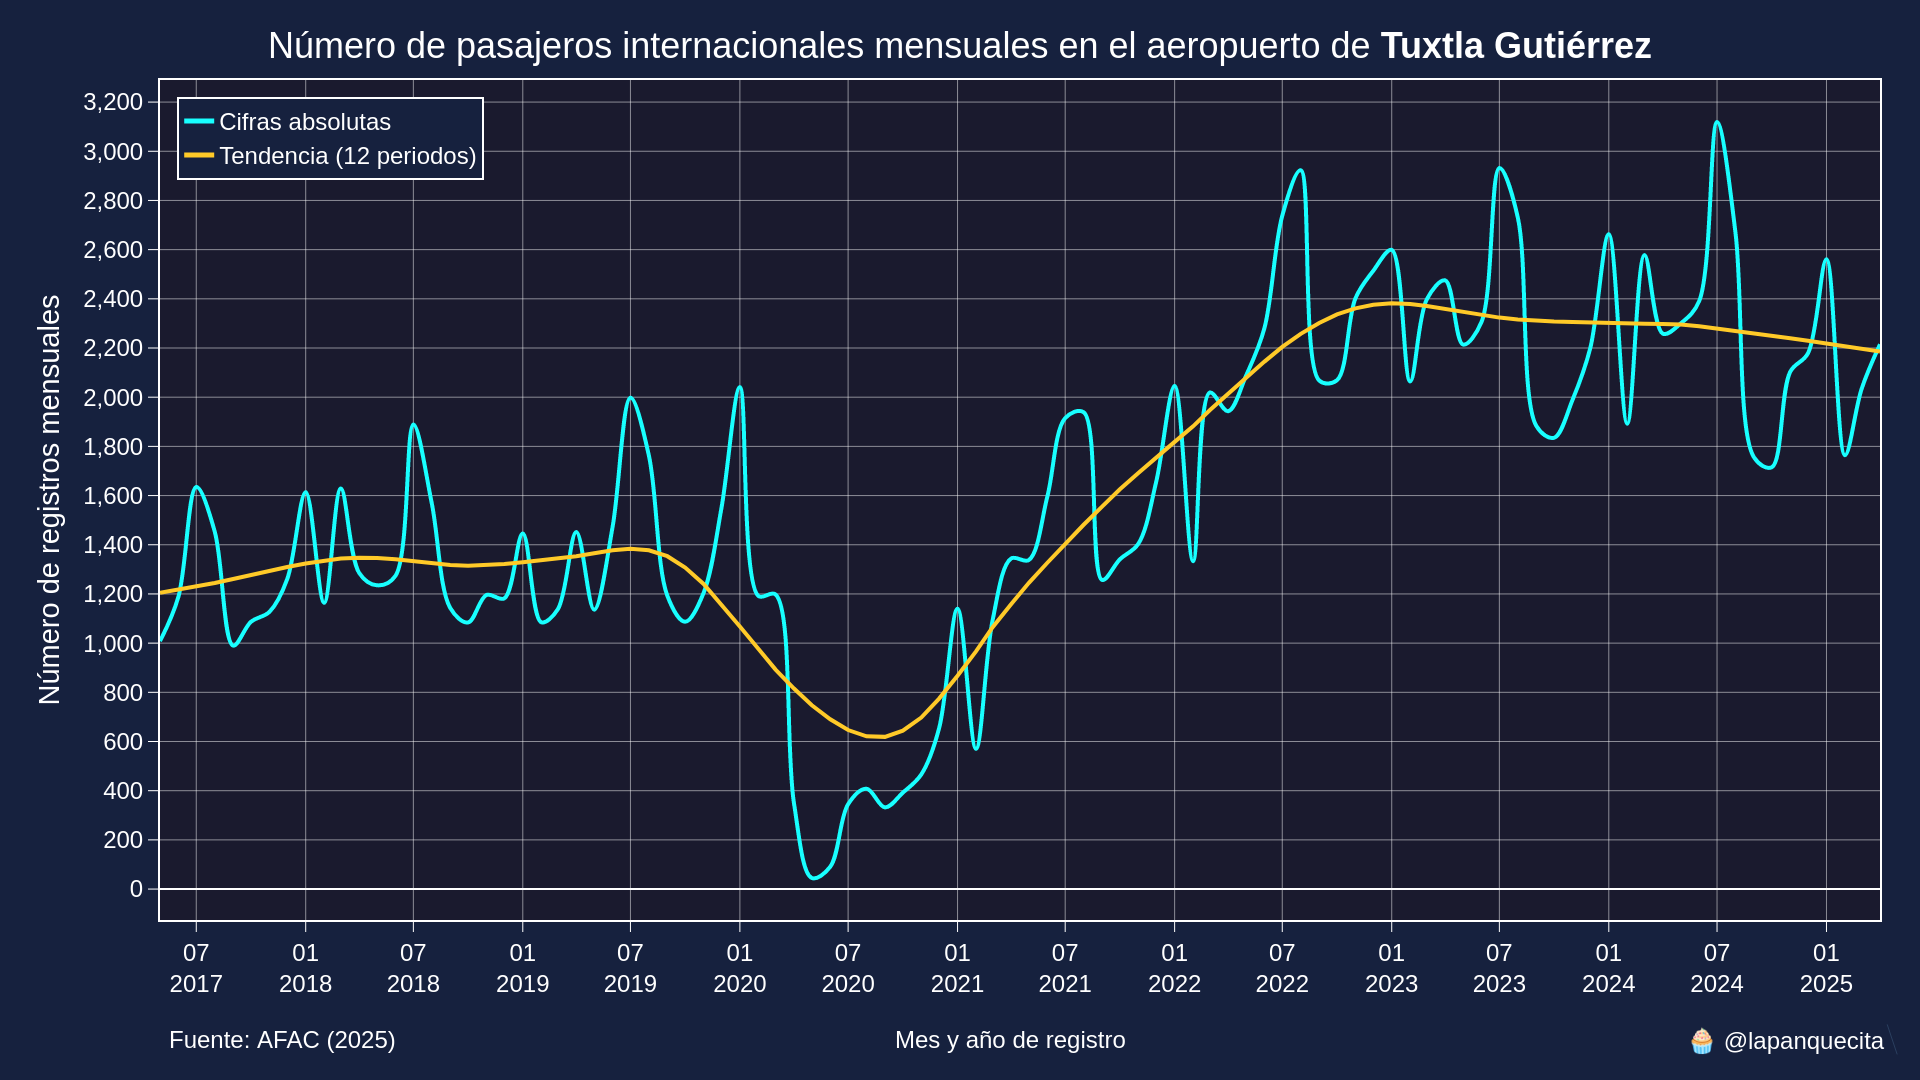 Número de pasajeros internacionales mensuales en el aeropuerto de Tuxtla Gutiérrez
Cifras absolutas
Tendencia (12 periodos)
Número de registros mensuales
3,200
3,000
2,800
2,600
2,400
2,200
2,000
1,800
1,600
1,400
1,200
1,000
800
600
400
200
0
07 01 07 01 07 01 07 01 07 01 07 01 07 01 07 01
2017 2018 2018 2019 2019 2020 2020 2021 2021 2022 2022 2023 2023 2024 2024 2025
Fuente: AFAC (2025) Mes y año de registro 🧁 @lapanquecita